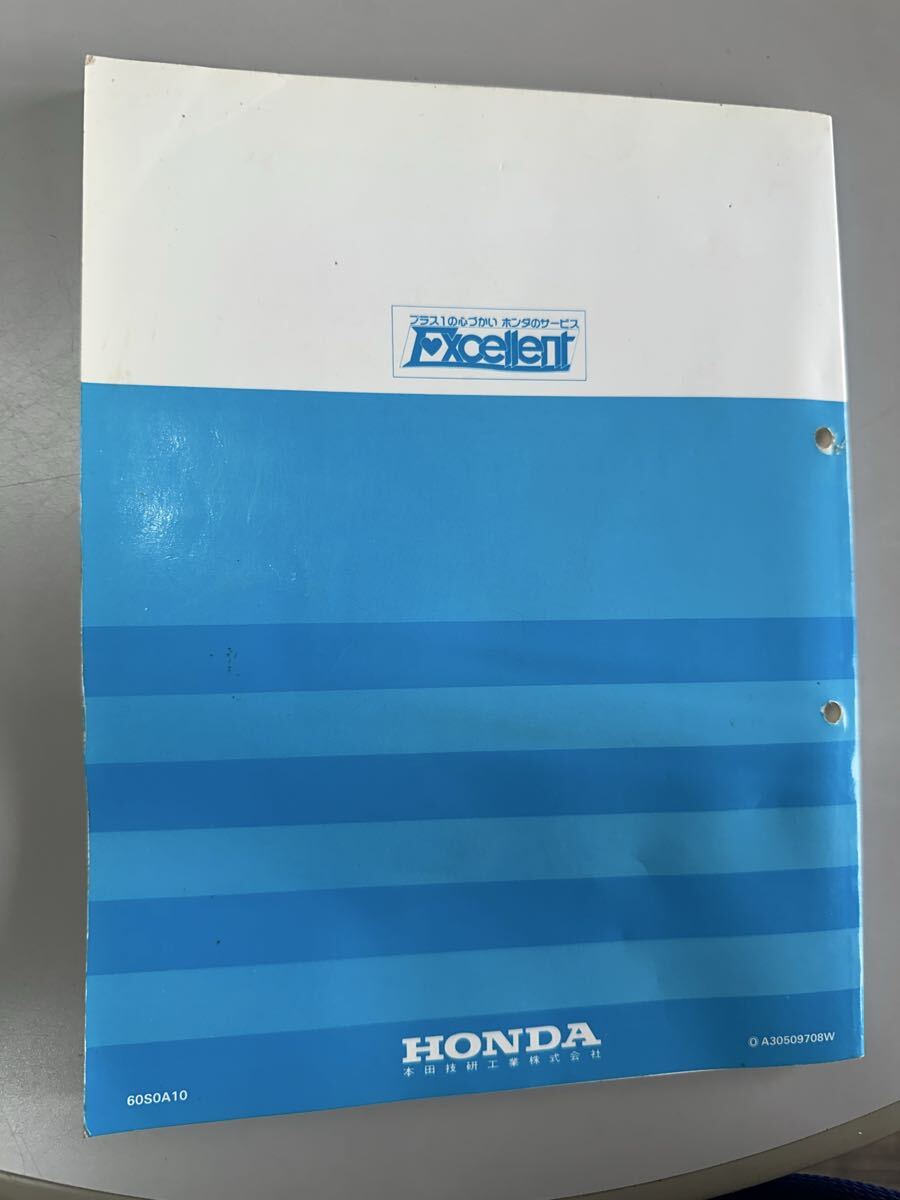 プラス1の心づかい ホンダのサービス
Excellent
HONDA
本田技研工業株式会社
Ⓞ A30509708W
60S0A10